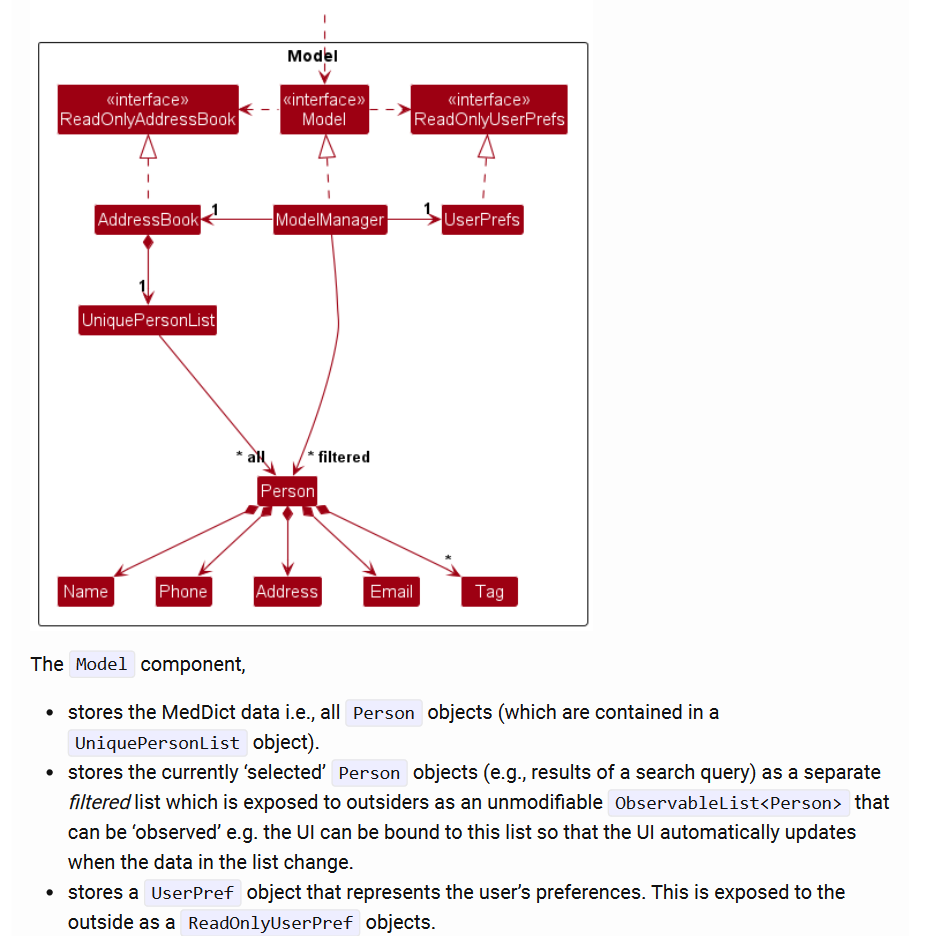 Model
«interface»
ReadOnlyAddressBook
«interface»
Model
«interface»
ReadOnlyUserPrefs
AddressBook
1
ModelManager
1
UserPrefs
1
UniquePersonList
* all
* filtered
Person
*
Name
Phone
Address
Email
Tag
The Model component,
• stores the MedDict data i.e., all Person objects (which are contained in a
UniquePersonList object).
• stores the currently ‘selected’ Person objects (e.g., results of a search query) as a separate
filtered list which is exposed to outsiders as an unmodifiable ObservableList<Person> that
can be ‘observed’ e.g. the UI can be bound to this list so that the UI automatically updates
when the data in the list change.
• stores a UserPref object that represents the user’s preferences. This is exposed to the
outside as a ReadOnlyUserPref objects.